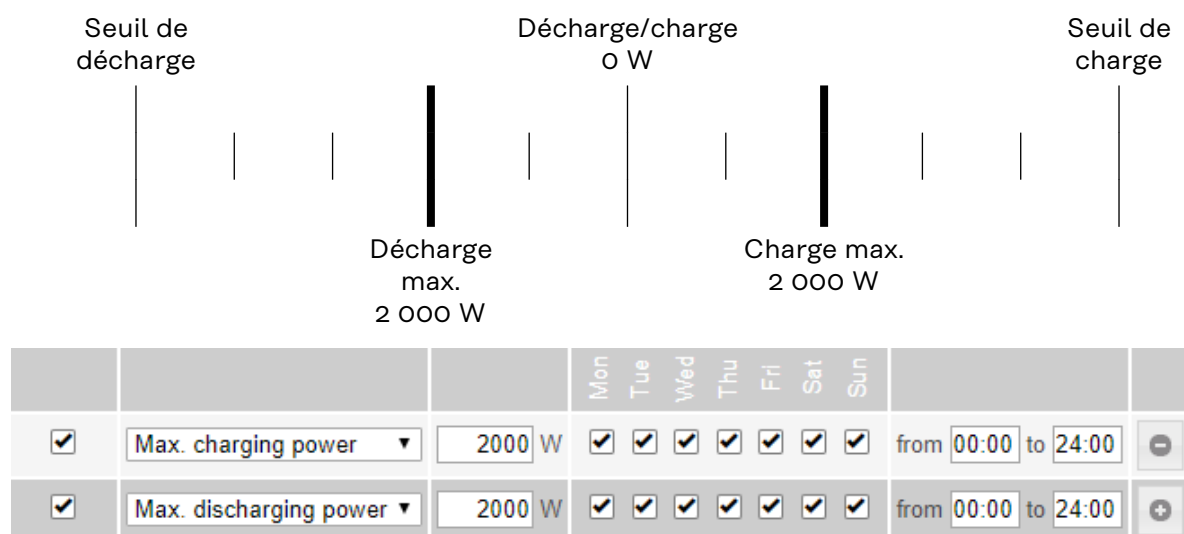 Seuil de
décharge
Décharge/charge
0 W
Seuil de
charge
Décharge
max.
2 000 W
Charge max.
2 000 W
Mon Tue Wed Thu Fri Sat Sun
Max. charging power 2000 W from 00:00 to 24:00
Max. discharging power 2000 W from 00:00 to 24:00